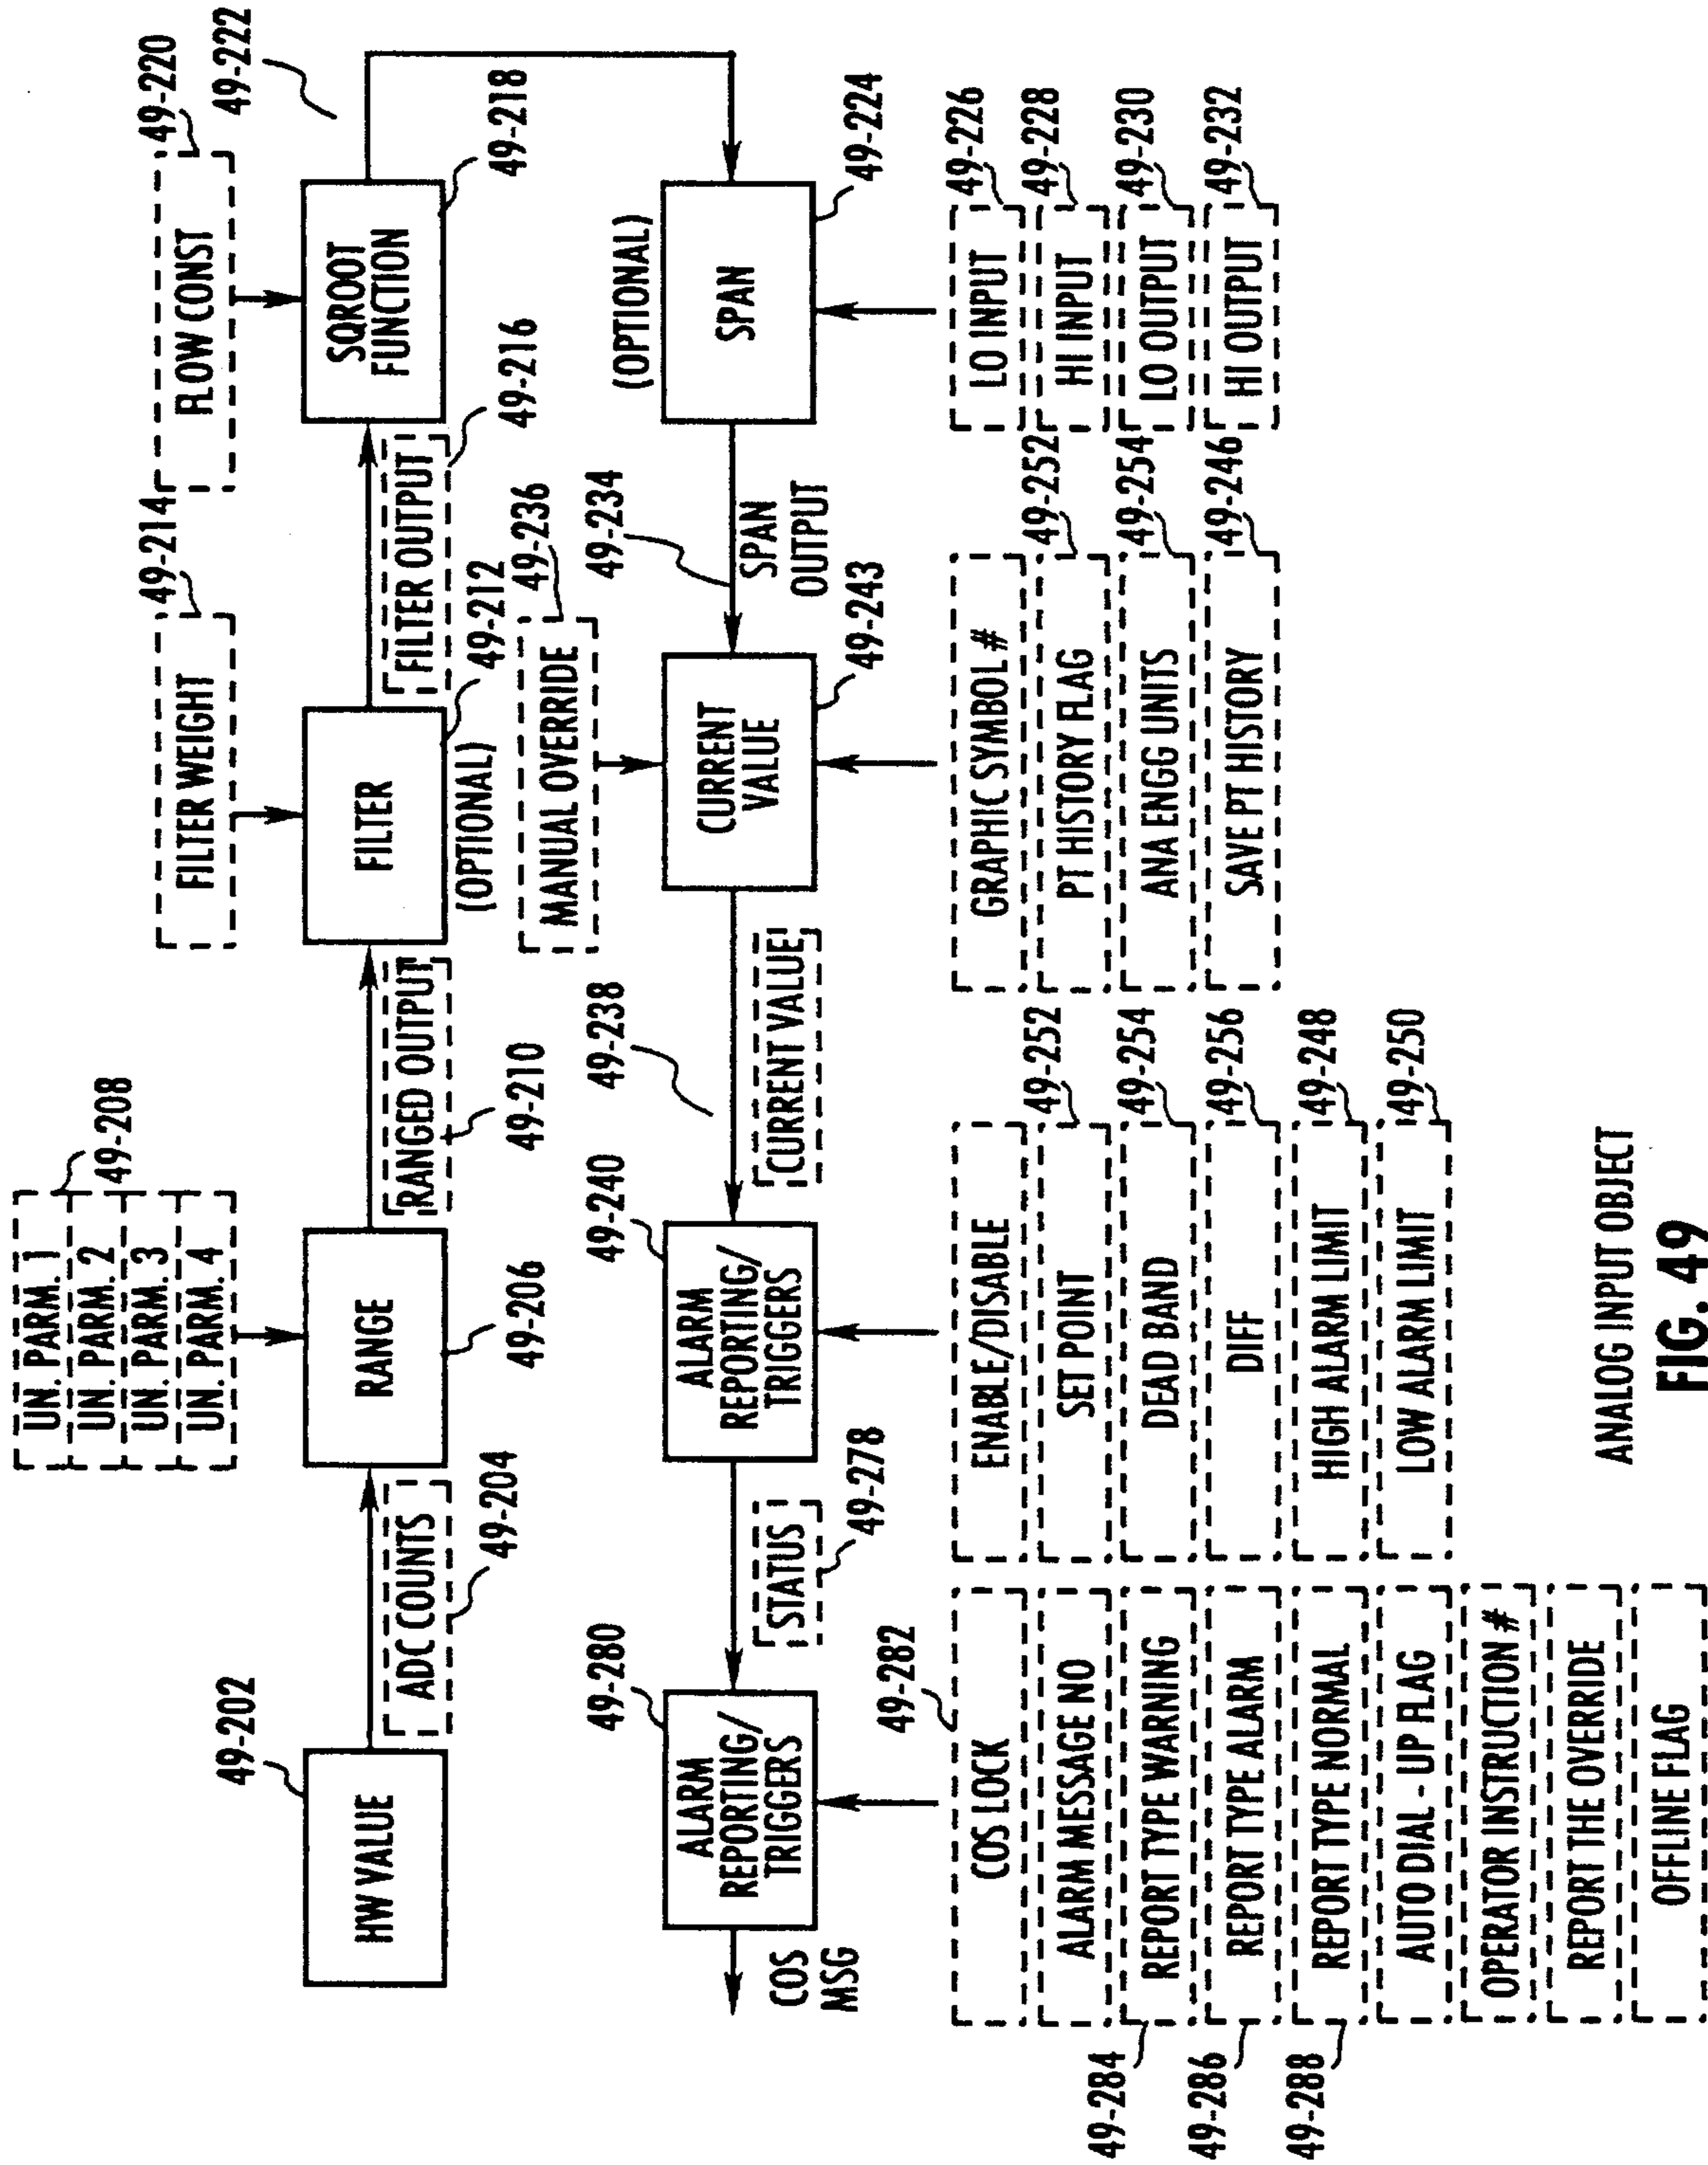 UN. PARM. 1
UN. PARM. 2
UN. PARM. 3
UN. PARM. 4
49-208
FILTER WEIGHT
49-214
FLOW CONST
49-220
49-222
49-202
HW VALUE
ADC COUNTS
49-204
RANGE
49-206
RANGED OUTPUT
49-210
FILTER
(OPTIONAL)
49-212
FILTER OUTPUT
49-216
SQROOT
FUNCTION
49-218
(OPTIONAL)
SPAN
49-224
49-234
SPAN
OUTPUT
MANUAL OVERRIDE
49-236
CURRENT
VALUE
49-243
49-238
CURRENT VALUE
49-240
ALARM
REPORTING/
TRIGGERS
STATUS
49-278
49-280
ALARM
REPORTING/
TRIGGERS
COS
MSG
49-282
COS LOCK
ALARM MESSAGE NO
REPORT TYPE WARNING
49-284
REPORT TYPE ALARM
49-286
REPORT TYPE NORMAL
49-288
AUTO DIAL - UP FLAG
OPERATOR INSTRUCTION #
REPORT THE OVERRIDE
OFFLINE FLAG
ENABLE/DISABLE
SET POINT
49-252
DEAD BAND
49-254
DIFF
49-256
HIGH ALARM LIMIT
49-248
LOW ALARM LIMIT
49-250
GRAPHIC SYMBOL #
PT HISTORY FLAG
49-252
ANA ENGG UNITS
49-254
SAVE PT HISTORY
49-246
LO INPUT
49-226
HI INPUT
49-228
LO OUTPUT
49-230
HI OUTPUT
49-232
ANALOG INPUT OBJECT
FIG. 49